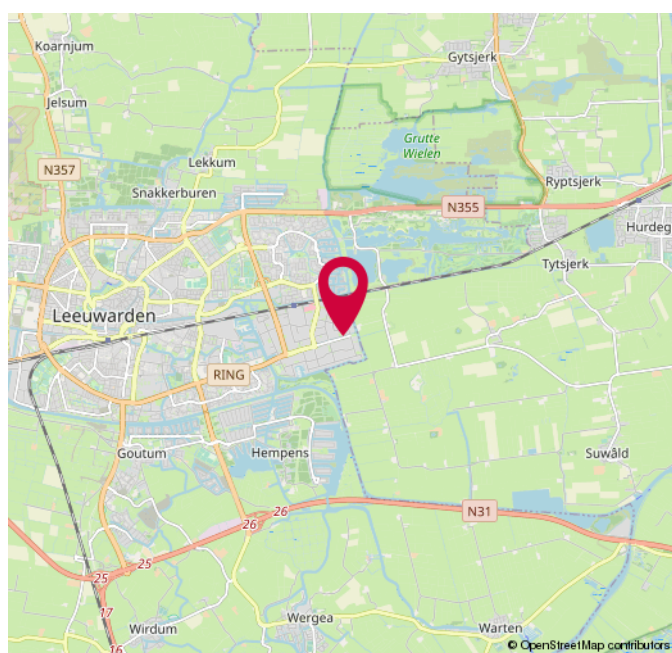 Koarnjum
Gytsjerk
Jelsum
Grutte
Wielen
Lekkum
N357
Ryptsjerk
Snakkerburen
N355
Hurdeg
Tytsjerk
Leeuwarden
RING
Goutum
Hempens
Suwâld
N31
26
26
25
25
17
Wirdum
Wergea
Warten
16
© OpenStreetMap contributors